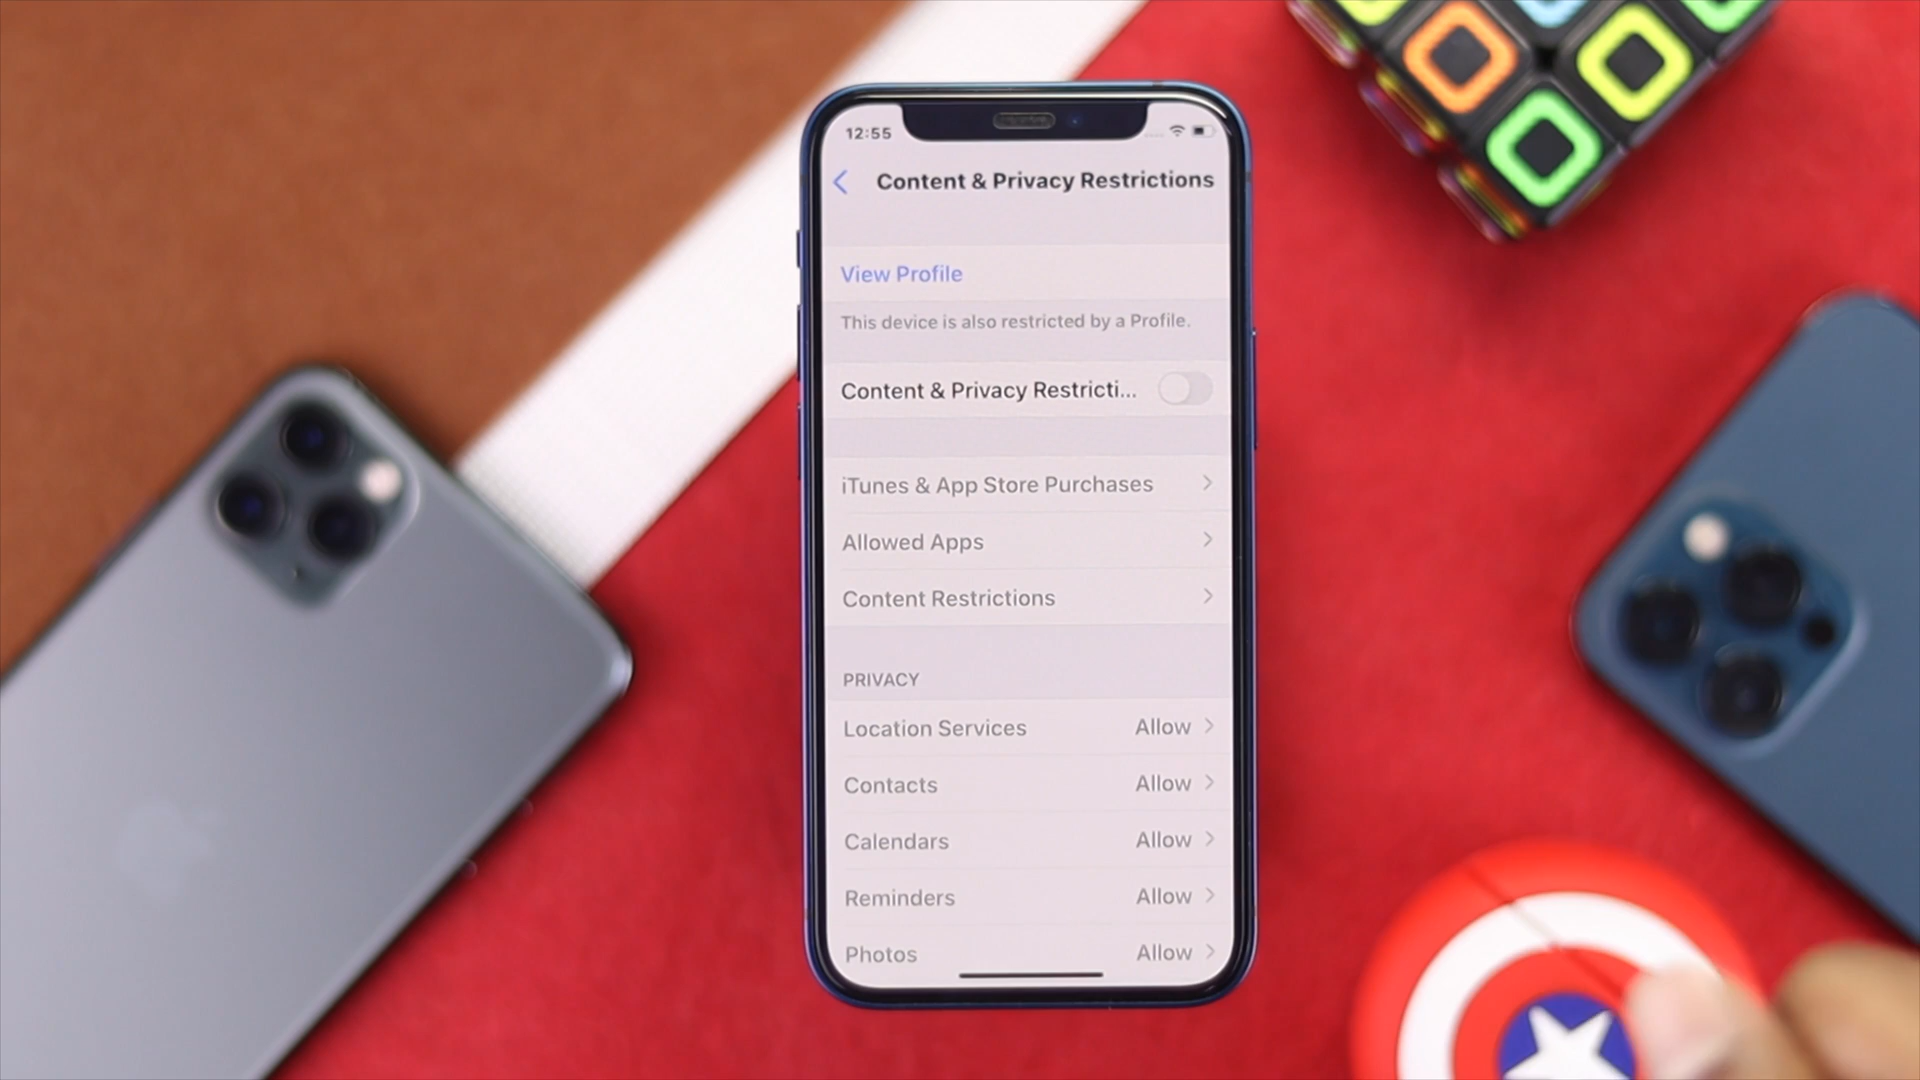 12:55
Content & Privacy Restrictions
View Profile
This device is also restricted by a Profile.
Content & Privacy Restricti...
iTunes & App Store Purchases
Allowed Apps
Content Restrictions
PRIVACY
Location Services Allow
Contacts Allow
Calendars Allow
Reminders Allow
Photos Allow